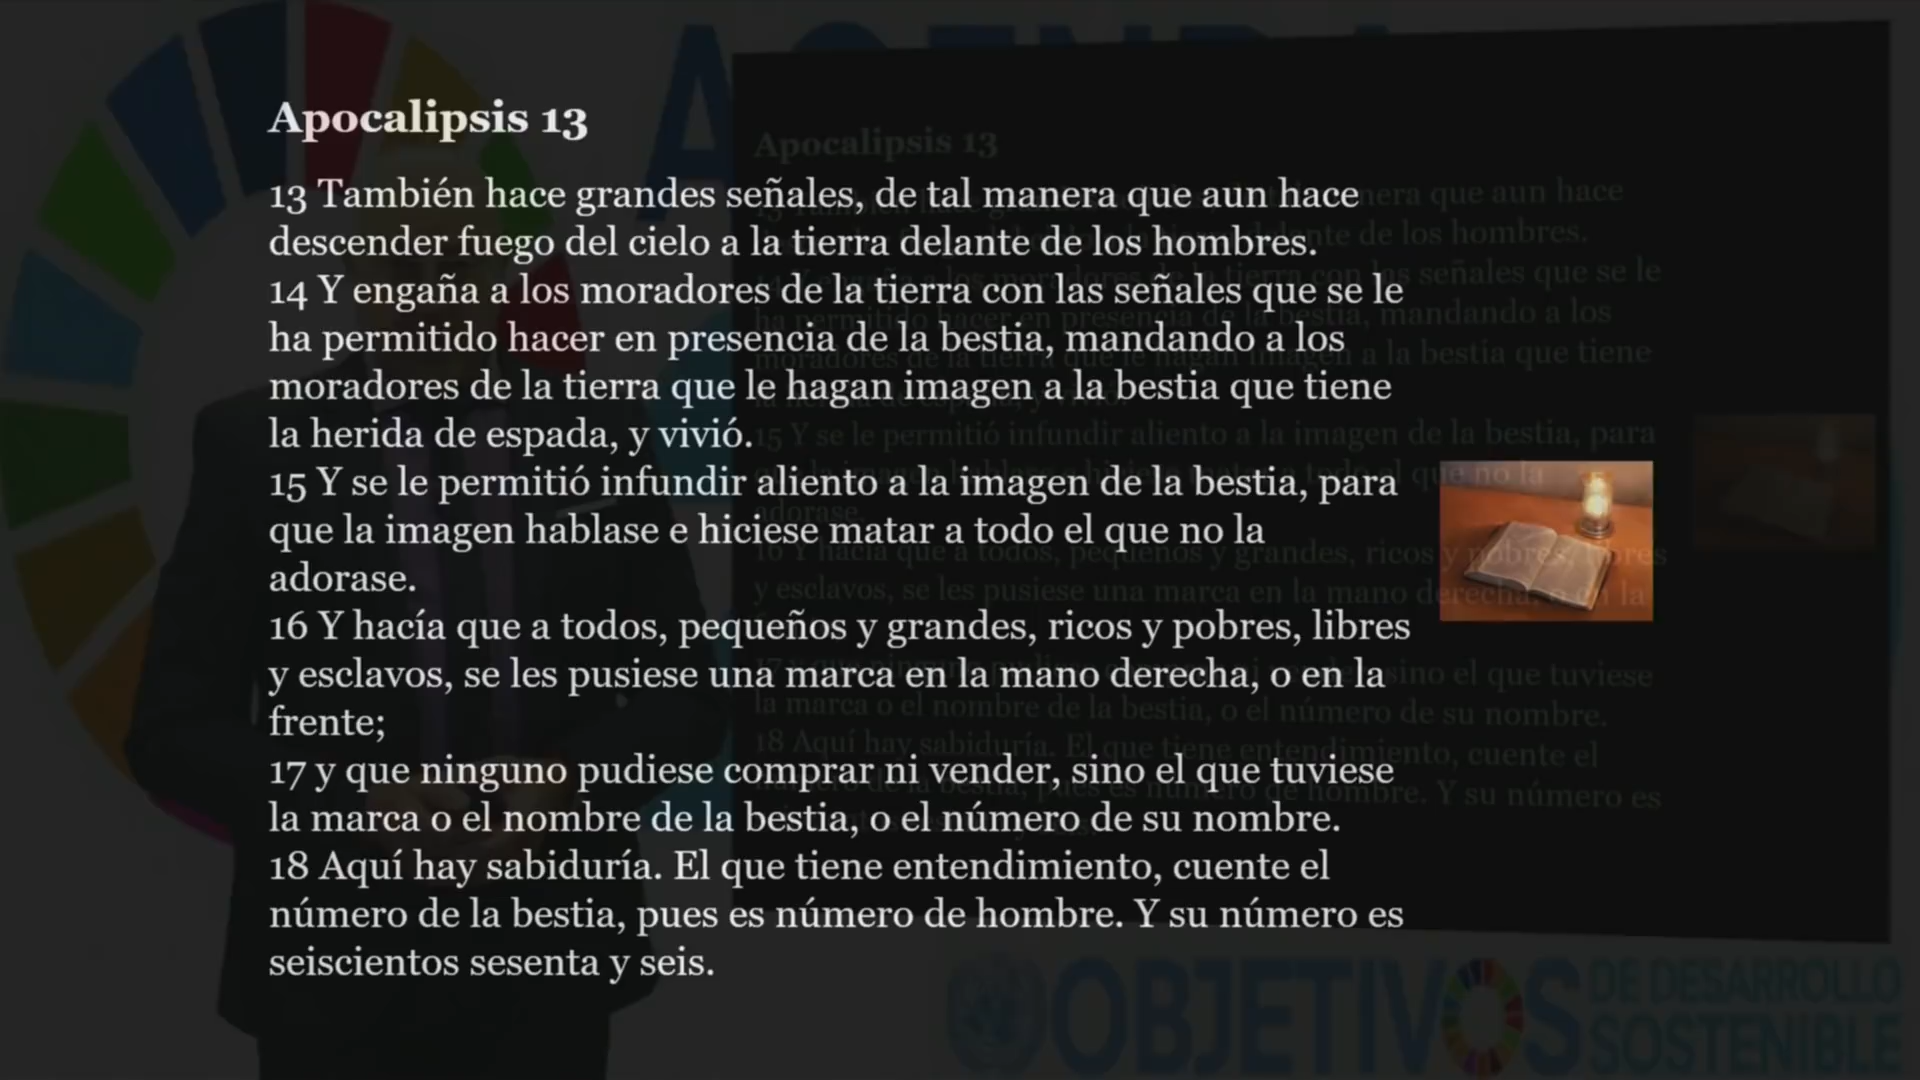 Apocalipsis 13
13 También hace grandes señales, de tal manera que aun hace
descender fuego del cielo a la tierra delante de los hombres.
14 Y engaña a los moradores de la tierra con las señales que se le
ha permitido hacer en presencia de la bestia, mandando a los
moradores de la tierra que le hagan imagen a la bestia que tiene
la herida de espada, y vivió.
15 Y se le permitió infundir aliento a la imagen de la bestia, para
que la imagen hablase e hiciese matar a todo el que no la
adorase.
16 Y hacía que a todos, pequeños y grandes, ricos y pobres, libres
y esclavos, se les pusiese una marca en la mano derecha, o en la
frente;
17 y que ninguno pudiese comprar ni vender, sino el que tuviese
la marca o el nombre de la bestia, o el número de su nombre.
18 Aquí hay sabiduría. El que tiene entendimiento, cuente el
número de la bestia, pues es número de hombre. Y su número es
seiscientos sesenta y seis.
Apocalipsis 13
OBJETIVOS
DE DESARROLLO
SOSTENIBLE